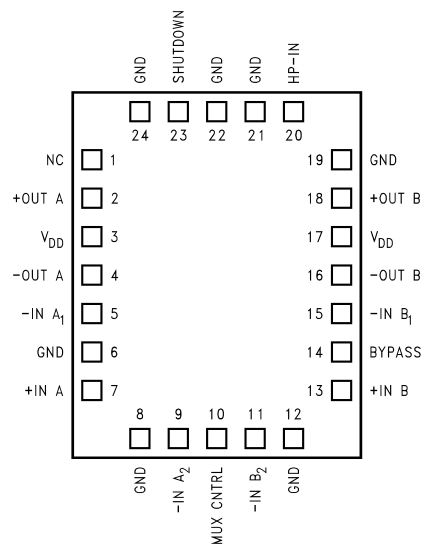 GND SHUTDOWN GND GND HP-IN
24 23 22 21 20
NC 1 19 GND
+OUT A 2 18 +OUT B
V_DD 3 17 V_DD
-OUT A 4 16 -OUT B
-IN A₁ 5 15 -IN B₁
GND 6 14 BYPASS
+IN A 7 13 +IN B
8 9 10 11 12
GND -IN A₂ MUX CNTRL -IN B₂ GND